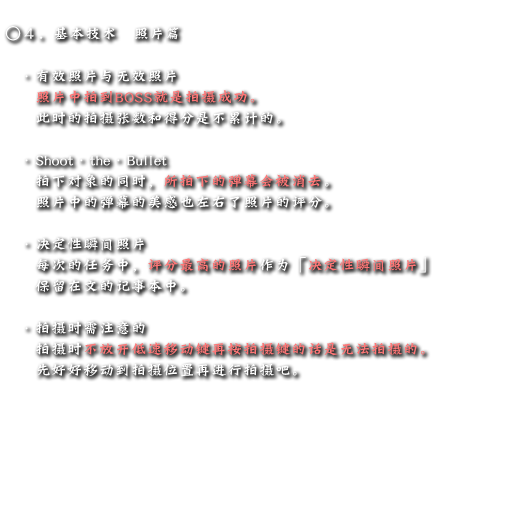 ◎4．基本技术　照片篇
・有效照片与无效照片
照片中拍到BOSS就是拍摄成功。
此时的拍摄张数和得分是不累计的。
・Shoot・the・Bullet
拍下对象的同时，所拍下的弹幕会被消去。
照片中的弹幕的美感也左右了照片的评分。
・决定性瞬间照片
每次的任务中，评分最高的照片作为「决定性瞬间照片」
保留在文的记事本中。
・拍摄时需注意的
拍摄时不放开低速移动键再按拍摄键的话是无法拍摄的。
先好好移动到拍摄位置再进行拍摄吧。